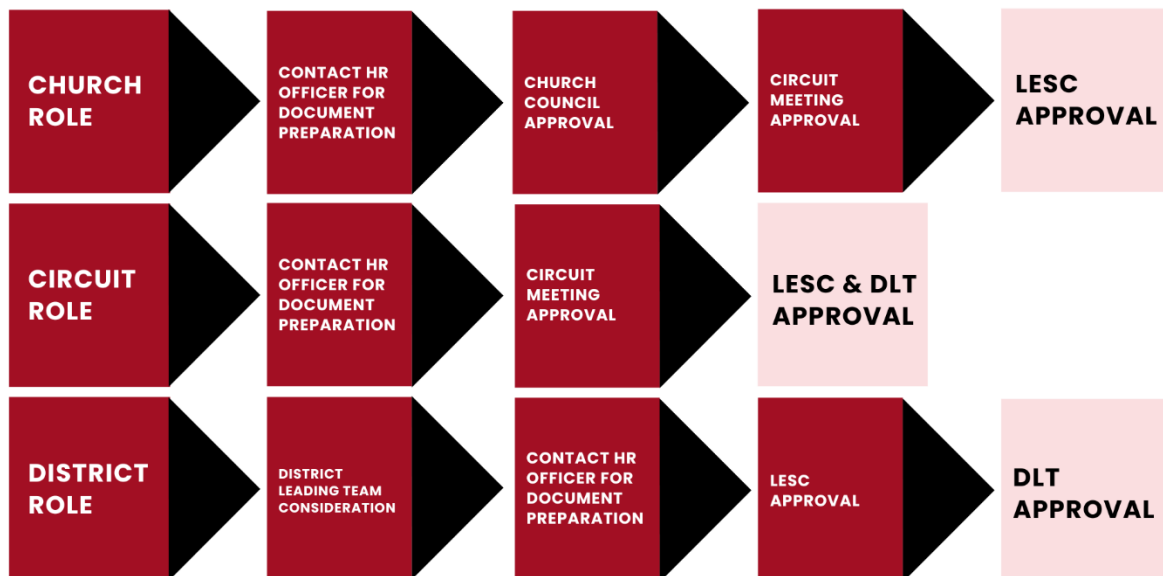 CHURCH
ROLE
CONTACT HR
OFFICER FOR
DOCUMENT
PREPARATION
CHURCH
COUNCIL
APPROVAL
CIRCUIT
MEETING
APPROVAL
LESC
APPROVAL
CIRCUIT
ROLE
CONTACT HR
OFFICER FOR
DOCUMENT
PREPARATION
CIRCUIT
MEETING
APPROVAL
LESC & DLT
APPROVAL
DISTRICT
ROLE
DISTRICT
LEADING TEAM
CONSIDERATION
CONTACT HR
OFFICER FOR
DOCUMENT
PREPARATION
LESC
APPROVAL
DLT
APPROVAL